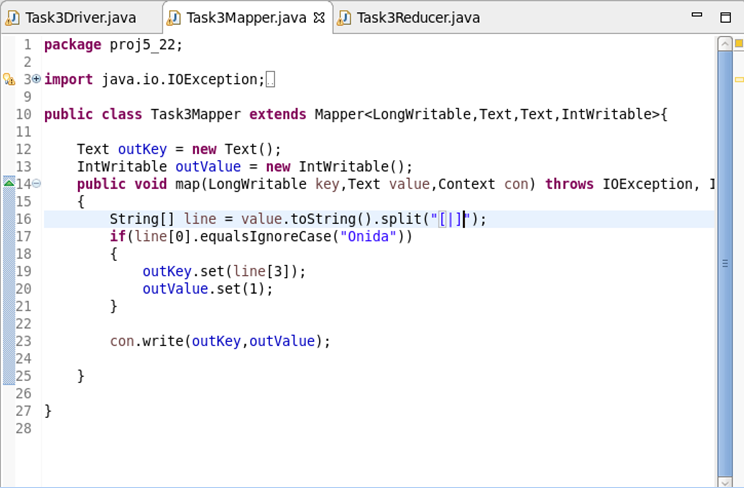 Task3Driver.java Task3Mapper.java Task3Reducer.java
1 package proj5_22;
2
3 import java.io.IOException;
9
10 public class Task3Mapper extends Mapper<LongWritable,Text,Text,IntWritable>{
11
12 Text outKey = new Text();
13 IntWritable outValue = new IntWritable();
14 public void map(LongWritable key,Text value,Context con) throws IOException, I
15 {
16 String[] line = value.toString().split("[|]");
17 if(line[0].equalsIgnoreCase("Onida"))
18 {
19 outKey.set(line[3]);
20 outValue.set(1);
21 }
22
23 con.write(outKey,outValue);
24
25 }
26
27 }
28